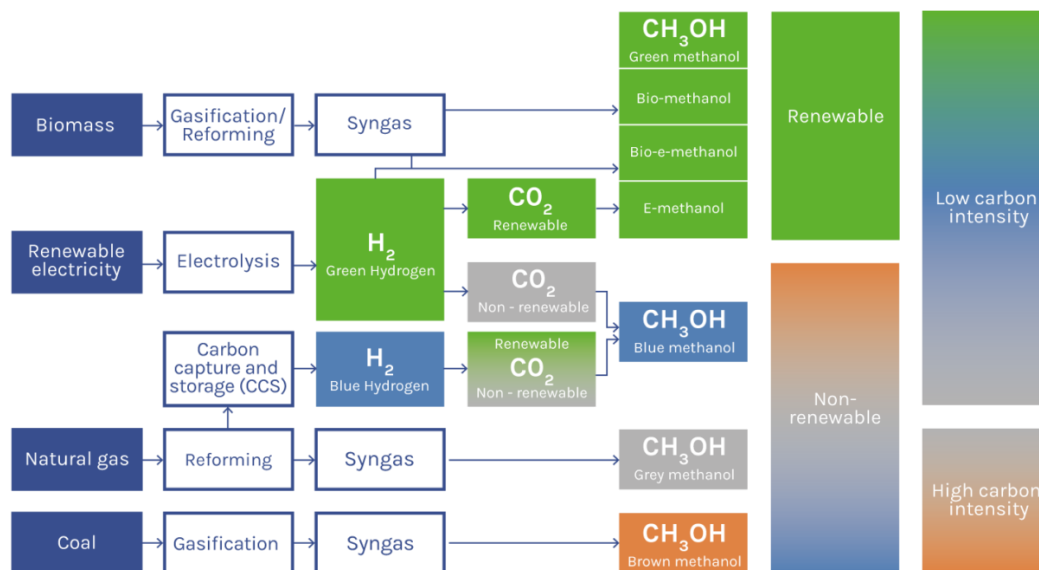 CH₃OH
Green methanol
Biomass
Gasification/
Reforming
Syngas
Bio-methanol
Renewable
Bio-e-methanol
CO₂
Renewable
E-methanol
Low carbon
intensity
Renewable
electricity
Electrolysis
H₂
Green Hydrogen
CO₂
Non - renewable
CH₃OH
Blue methanol
Carbon
capture and
storage (CCS)
H₂
Blue Hydrogen
Renewable
CO₂
Non - renewable
Non-
renewable
Natural gas
Reforming
Syngas
CH₃OH
Grey methanol
High carbon
intensity
Coal
Gasification
Syngas
CH₃OH
Brown methanol